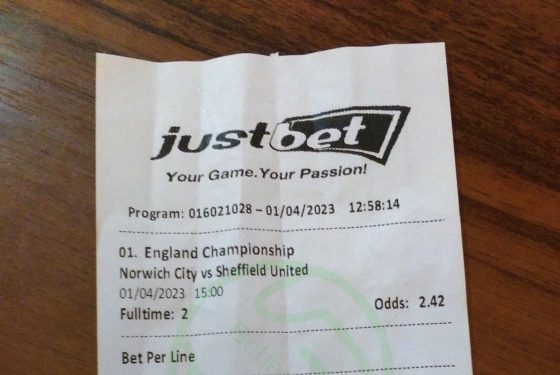 justbet
Your Game. Your Passion!
Program: 016021028 – 01/04/2023 12:58:14
01. England Championship
Norwich City vs Sheffield United
01/04/2023 15:00
Fulltime: 2 Odds: 2.42
Bet Per Line